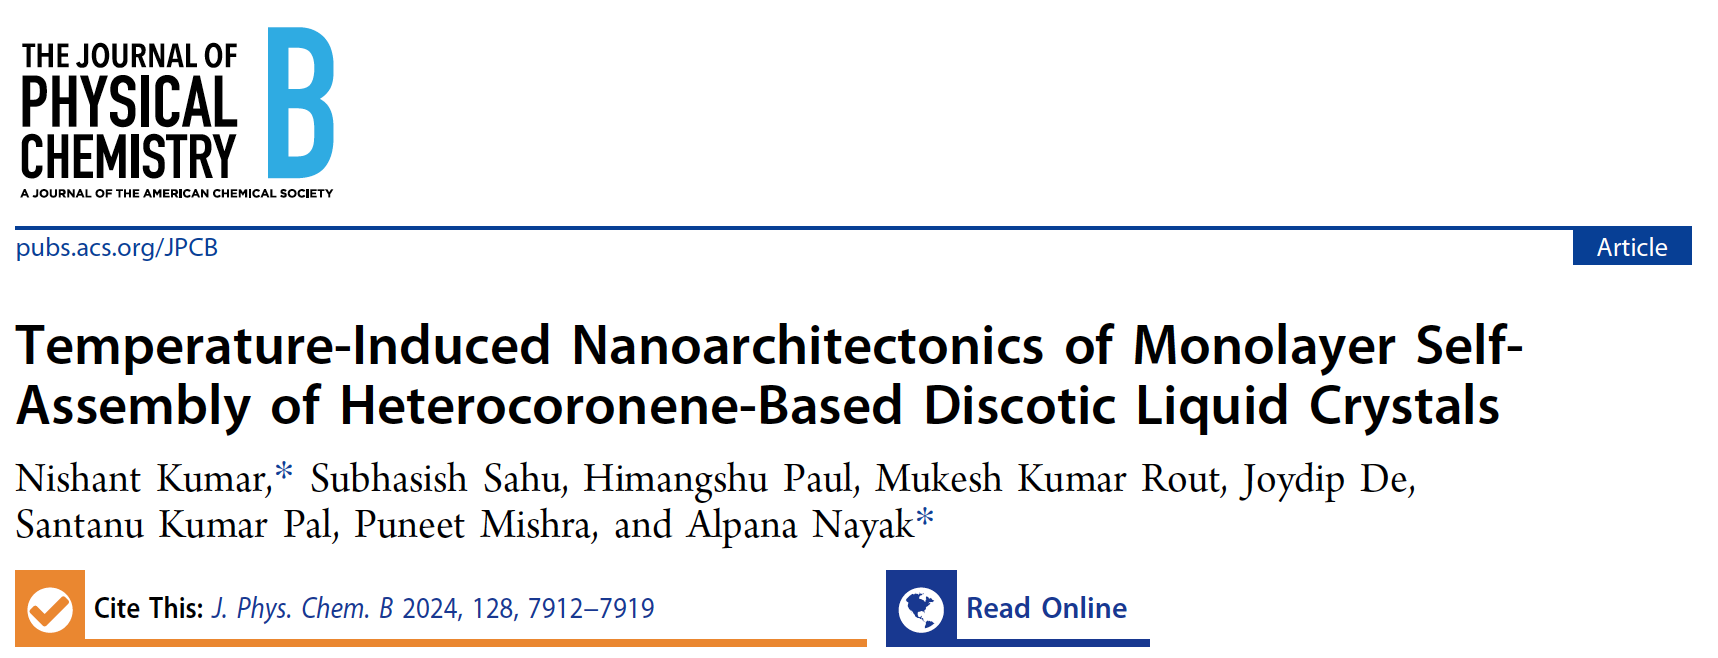 THE JOURNAL OF
PHYSICAL
CHEMISTRY
B
A JOURNAL OF THE AMERICAN CHEMICAL SOCIETY
pubs.acs.org/JPCB
Article
Temperature-Induced Nanoarchitectonics of Monolayer Self-
Assembly of Heterocoronene-Based Discotic Liquid Crystals
Nishant Kumar,* Subhasish Sahu, Himangshu Paul, Mukesh Kumar Rout, Joydip De,
Santanu Kumar Pal, Puneet Mishra, and Alpana Nayak*
Cite This: J. Phys. Chem. B 2024, 128, 7912–7919
Read Online